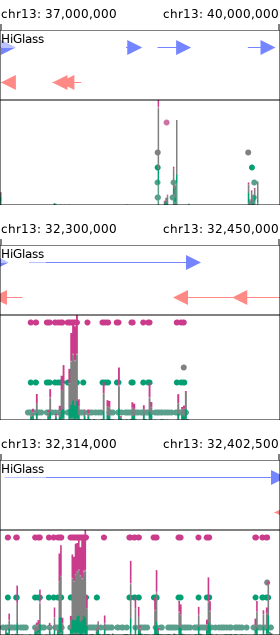 chr13: 37,000,000 chr13: 40,000,000
HiGlass
chr13: 32,300,000 chr13: 32,450,000
HiGlass
chr13: 32,314,000 chr13: 32,402,500
HiGlass